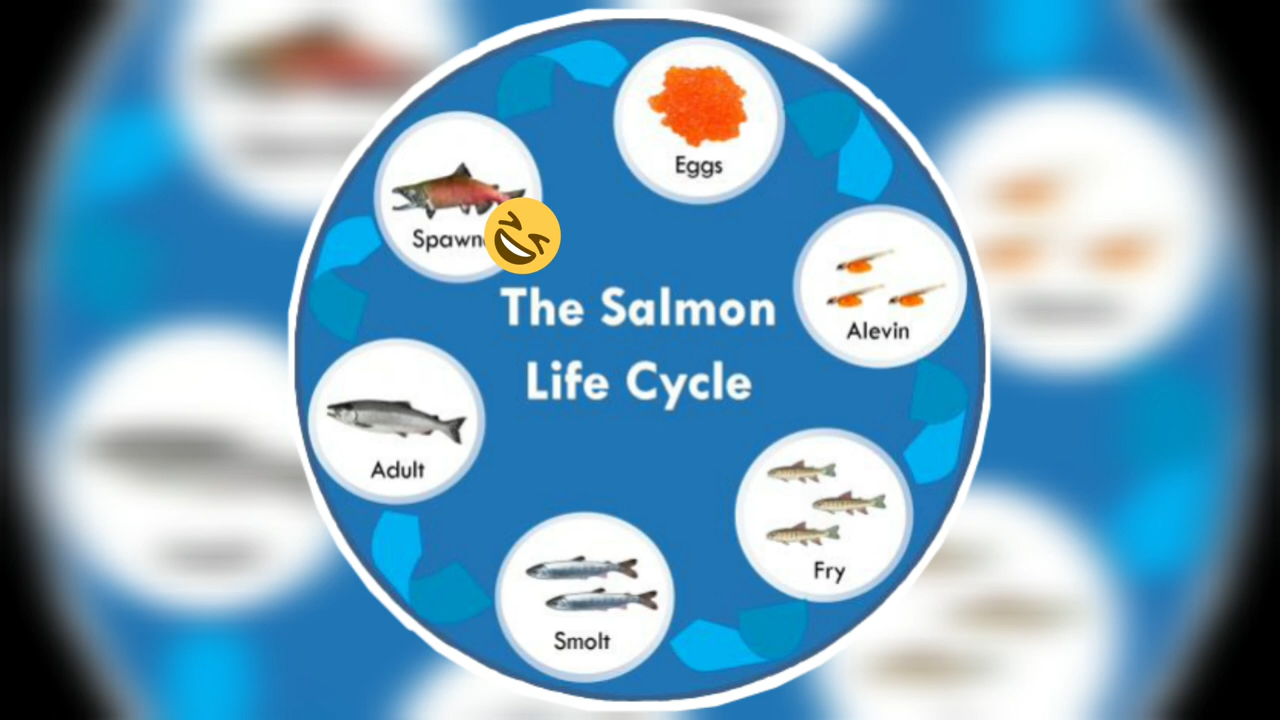 Eggs
Alevin
The Salmon
Life Cycle
Fry
Smolt
Adult